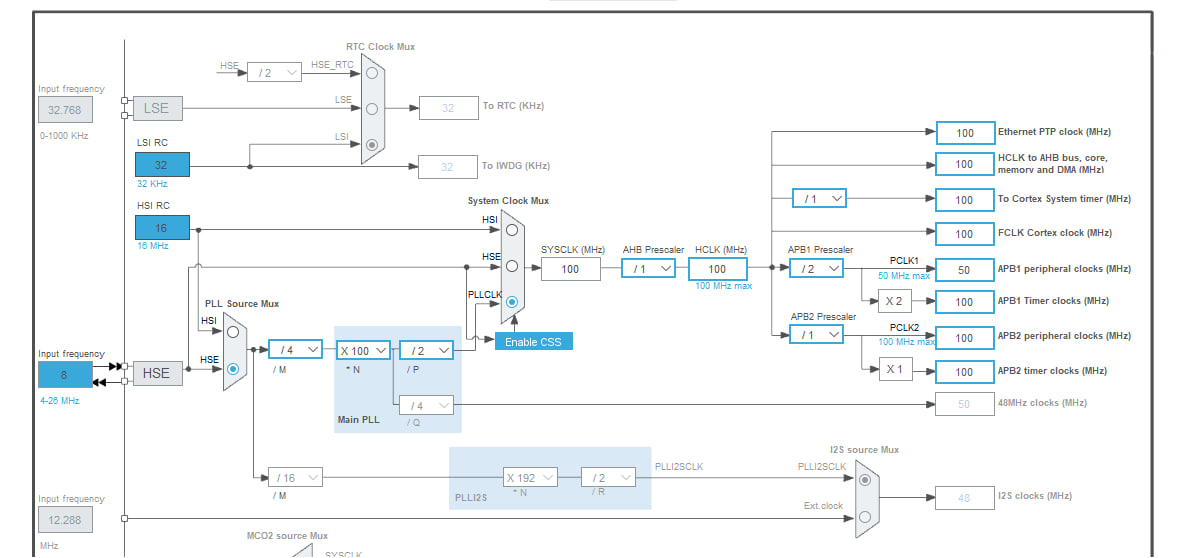 RTC Clock Mux
HSE
/ 2
HSE_RTC
Input frequency
32.768
0-1000 KHz
LSE
LSE
32
To RTC (KHz)
LSI RC
LSI
32
32 KHz
32
To IWDG (KHz)
HSI RC
16
16 MHz
System Clock Mux
HSI
HSE
PLLCLK
SYSCLK (MHz)
100
AHB Prescaler
/ 1
HCLK (MHz)
100
100 MHz max
Enable CSS
100
Ethernet PTP clock (MHz)
100
HCLK to AHB bus, core,
memory and DMA (MHz)
/ 1
100
To Cortex System timer (MHz)
100
FCLK Cortex clock (MHz)
APB1 Prescaler
/ 2
PCLK1
50 MHz max
50
APB1 peripheral clocks (MHz)
X 2
100
APB1 Timer clocks (MHz)
APB2 Prescaler
/ 1
PCLK2
100 MHz max
100
APB2 peripheral clocks (MHz)
X 1
100
APB2 timer clocks (MHz)
50
48MHz clocks (MHz)
PLL Source Mux
HSI
HSE
Input frequency
8
4-26 MHz
HSE
/ 4
/ M
X 100
* N
/ 2
/ P
/ 4
/ Q
Main PLL
/ 16
/ M
X 192
* N
/ 2
/ R
PLLI2S
PLLI2SCLK
I2S source Mux
PLLI2SCLK
Ext.clock
48
I2S clocks (MHz)
Input frequency
12.288
MHz
MCO2 source Mux
SYSCLK